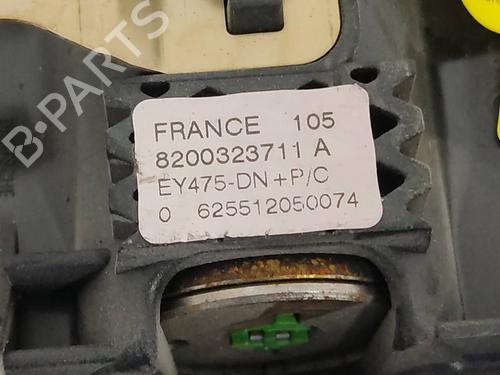 B-PARTS
FRANCE 105
8200323711 A
EY475-DN+P/C
0 625512050074